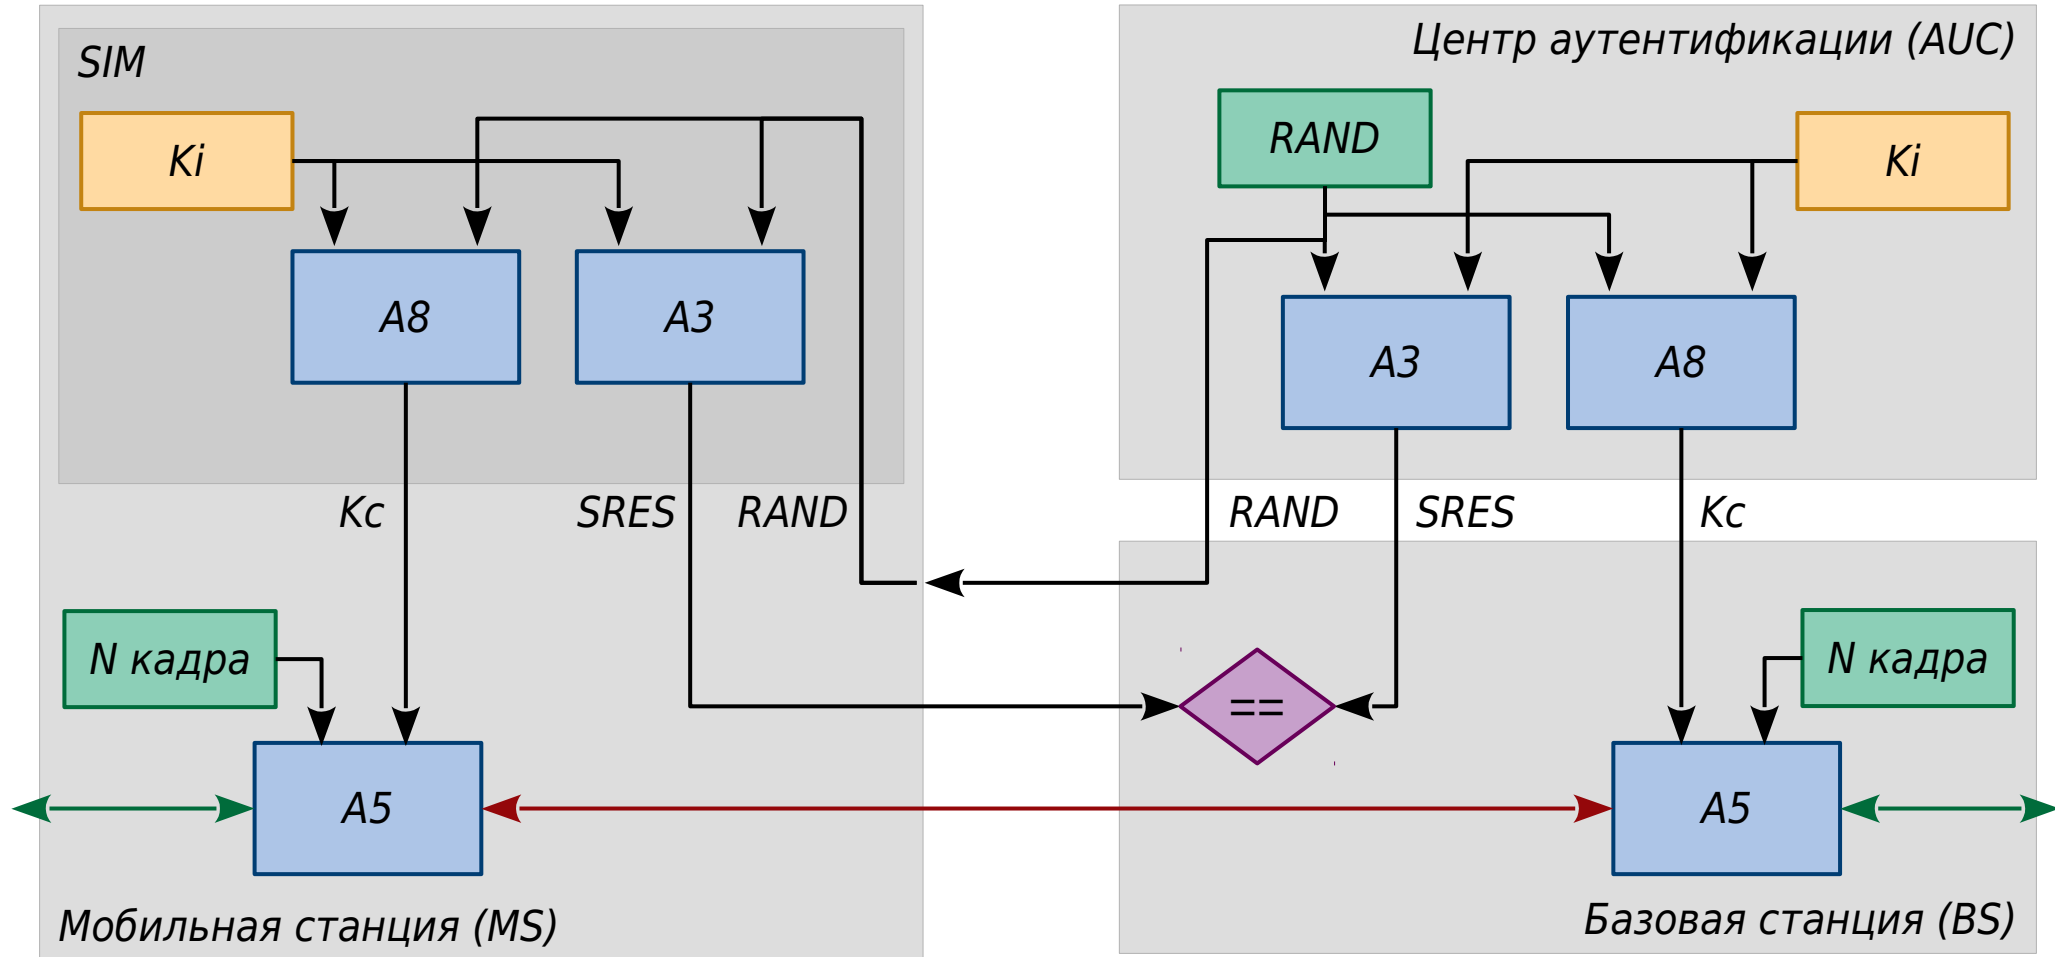 SIM
Ki
A8
A3
Kc
SRES
RAND
N кадра
A5
Мобильная станция (MS)
Центр аутентификации (AUC)
RAND
Ki
A3
A8
RAND
SRES
Kc
==
N кадра
A5
Базовая станция (BS)